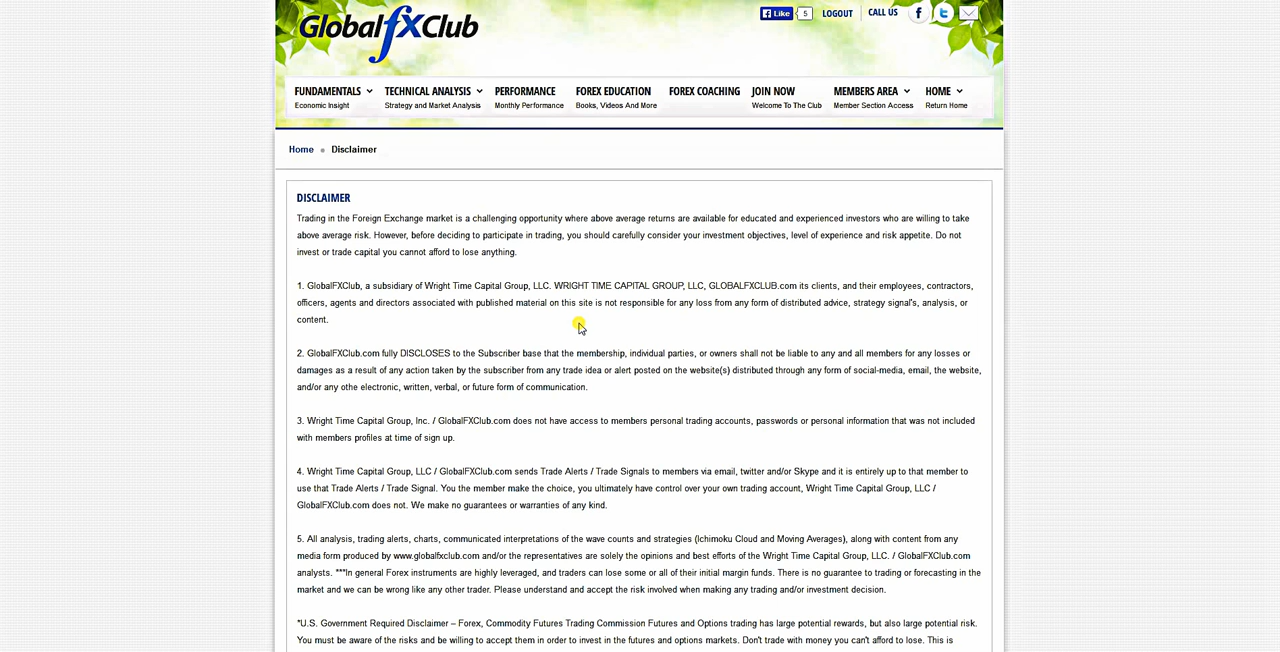 GlobalfXClub
Like 5 LOGOUT CALL US
FUNDAMENTALS TECHNICAL ANALYSIS PERFORMANCE FOREX EDUCATION FOREX COACHING JOIN NOW MEMBERS AREA HOME
Economic Insight Strategy and Market Analysis Monthly Performance Books, Videos And More Welcome To The Club Member Section Access Return Home
Home Disclaimer
DISCLAIMER
Trading in the Foreign Exchange market is a challenging opportunity where above average returns are available for educated and experienced investors who are willing to take
above average risk. However, before deciding to participate in trading, you should carefully consider your investment objectives, level of experience and risk appetite. Do not
invest or trade capital you cannot afford to lose anything.
1. GlobalFXClub, a subsidiary of Wright Time Capital Group, LLC. WRIGHT TIME CAPITAL GROUP, LLC, GLOBALFXCLUB.com its clients, and their employees, contractors,
officers, agents and directors associated with published material on this site is not responsible for any loss from any form of distributed advice, strategy signal's, analysis, or
content.
2. GlobalFXClub.com fully DISCLOSES to the Subscriber base that the membership, individual parties, or owners shall not be liable to any and all members for any losses or
damages as a result of any action taken by the subscriber from any trade idea or alert posted on the website(s) distributed through any form of social-media, email, the website,
and/or any othe electronic, written, verbal, or future form of communication.
3. Wright Time Capital Group, Inc. / GlobalFXClub.com does not have access to members personal trading accounts, passwords or personal information that was not included
with members profiles at time of sign up.
4. Wright Time Capital Group, LLC / GlobalFXClub.com sends Trade Alerts / Trade Signals to members via email, twitter and/or Skype and it is entirely up to that member to
use that Trade Alerts / Trade Signal. You the member make the choice, you ultimately have control over your own trading account, Wright Time Capital Group, LLC /
GlobalFXClub.com does not. We make no guarantees or warranties of any kind.
5. All analysis, trading alerts, charts, communicated interpretations of the wave counts and strategies (Ichimoku Cloud and Moving Averages), along with content from any
media form produced by www.globalfxclub.com and/or the representatives are solely the opinions and best efforts of the Wright Time Capital Group, LLC. / GlobalFXClub.com
analysts. ***In general Forex instruments are highly leveraged, and traders can lose some or all of their initial margin funds. There is no guarantee to trading or forecasting in the
market and we can be wrong like any other trader. Please understand and accept the risk involved when making any trading and/or investment decision.
*U.S. Government Required Disclaimer – Forex, Commodity Futures Trading Commission Futures and Options trading has large potential rewards, but also large potential risk.
You must be aware of the risks and be willing to accept them in order to invest in the futures and options markets. Don't trade with money you can't afford to lose. This is